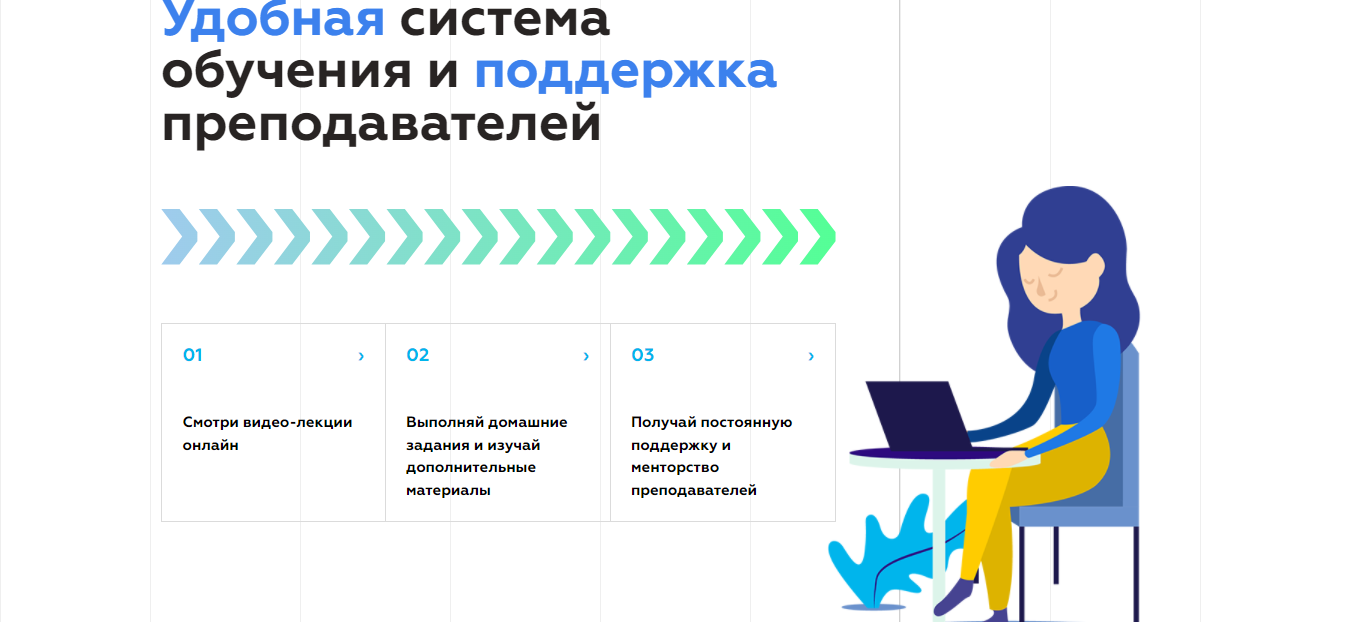 Удобная система
обучения и поддержка
преподавателей
01 ›
Смотри видео-лекции
онлайн
02 ›
Выполняй домашние
задания и изучай
дополнительные
материалы
03 ›
Получай постоянную
поддержку и
менторство
преподавателей